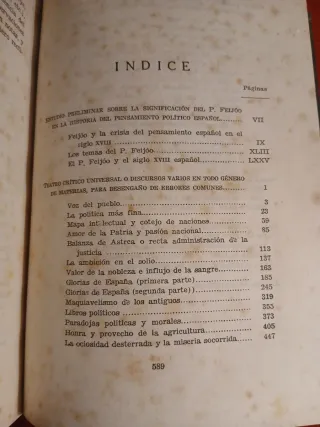 INDICE
Páginas
ESTUDIO PRELIMINAR SOBRE LA SIGNIFICACIÓN DEL P. FEIJÓO
EN LA HISTORIA DEL PENSAMIENTO POLÍTICO ESPAÑOL VII
Feijóo y la crisis del pensamiento español en el
siglo XVIII IX
Los temas del P. Feijóo XLIII
El P. Feijóo y el siglo XVIII español LXXV
TEATRO CRÍTICO UNIVERSAL O DISCURSOS VARIOS EN TODO GÉNERO
DE MATERIAS, PARA DESENGAÑO DE ERRORES COMUNES 1
Voz del pueblo 3
La política más fina 23
Mapa intelectual y cotejo de naciones 59
Amor de la Patria y pasión nacional 85
Balanza de Astrea o recta administración de la
justicia 113
La ambición en el solio 137
Valor de la nobleza e influjo de la sangre 163
Glorias de España (primera parte) 185
Glorias de España (segunda parte) 245
Maquiavelismo de los antiguos 319
Libros políticos 353
Paradojas políticas y morales 373
Honra y provecho de la agricultura 405
La ociosidad desterrada y la miseria socorrida 447
589